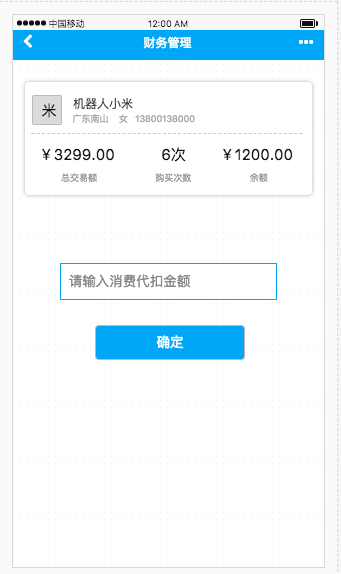 中国移动 12:00 AM
财务管理
米
机器人小米
广东南山 女 13800138000
￥3299.00 6次 ￥1200.00
总交易额 购买次数 余额
请输入消费代扣金额
确定